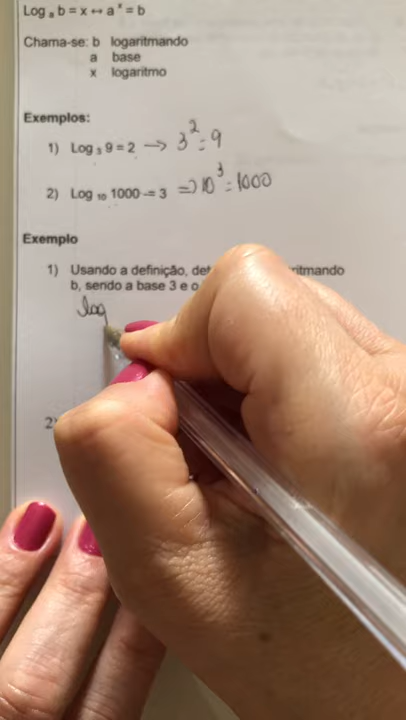 Log a b = x ↔ a x = b
Chama-se: b logaritmando
a base
x logaritmo
Exemplos:
1) Log 3 9 = 2 → 3² = 9
2) Log 10 1000 = 3 ⇒ 10³ = 1000
Exemplo
1) Usando a definição, ritmando
b, sendo a base 3 e o
log
2)